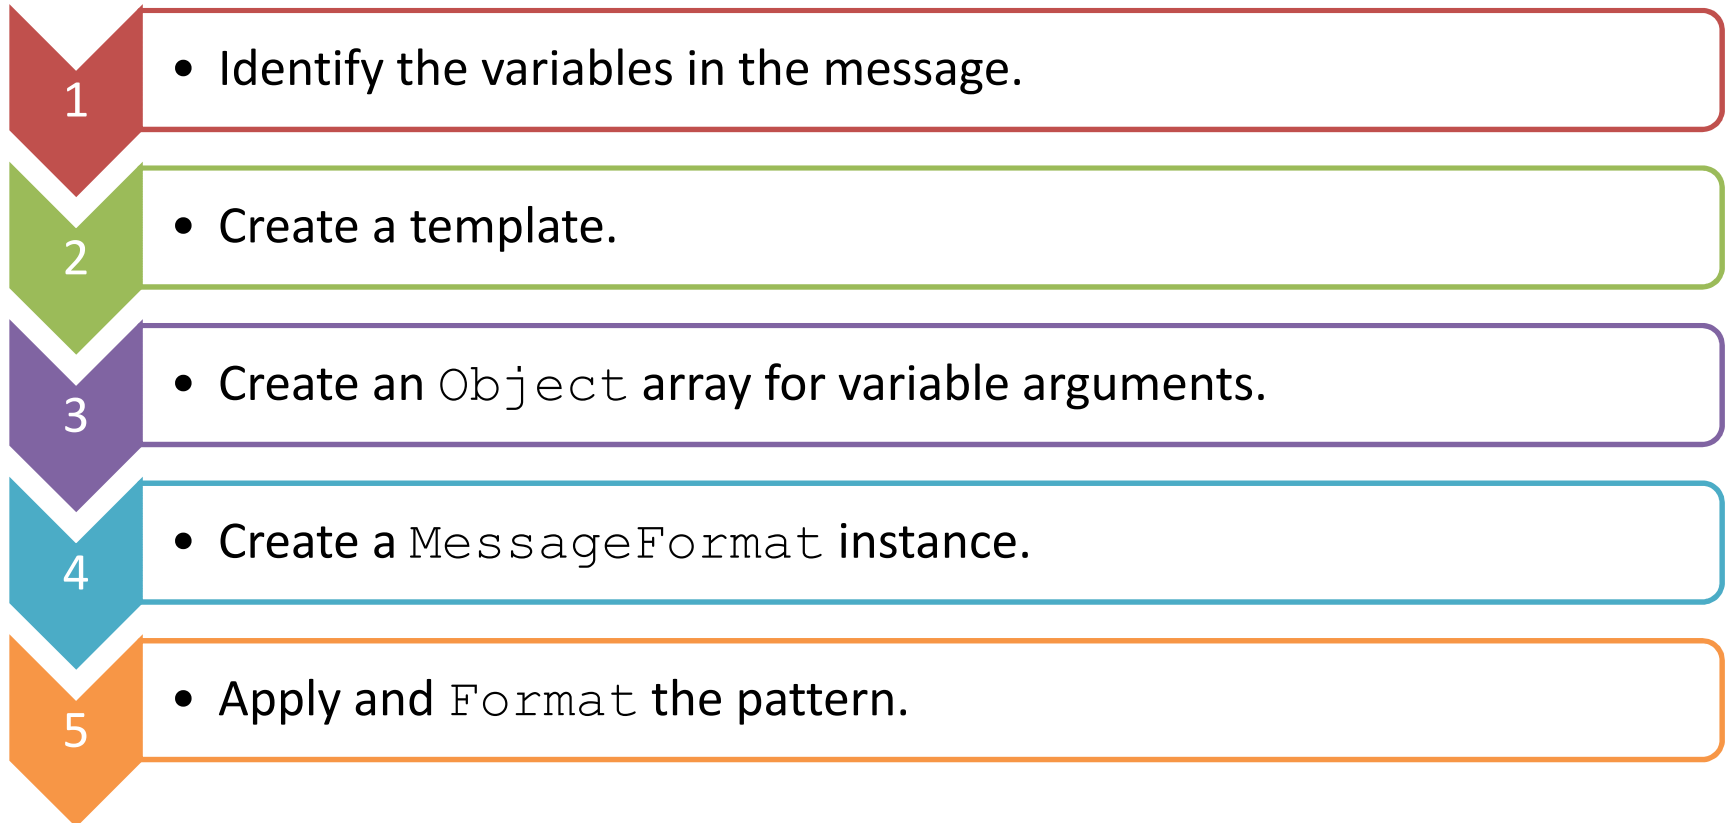 1
• Identify the variables in the message.
2
• Create a template.
3
• Create an Object array for variable arguments.
4
• Create a MessageFormat instance.
5
• Apply and Format the pattern.